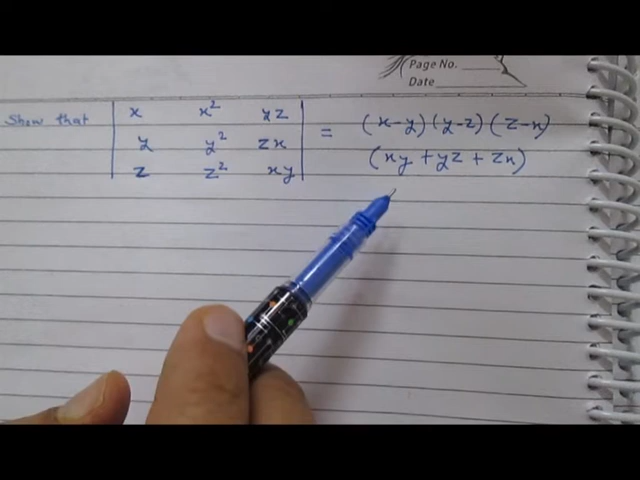 Page No.
Date
Show that | x x² yz | = (x-y)(y-z)(z-x)
| y y² zx | (xy + yz + zx)
| z z² xy |